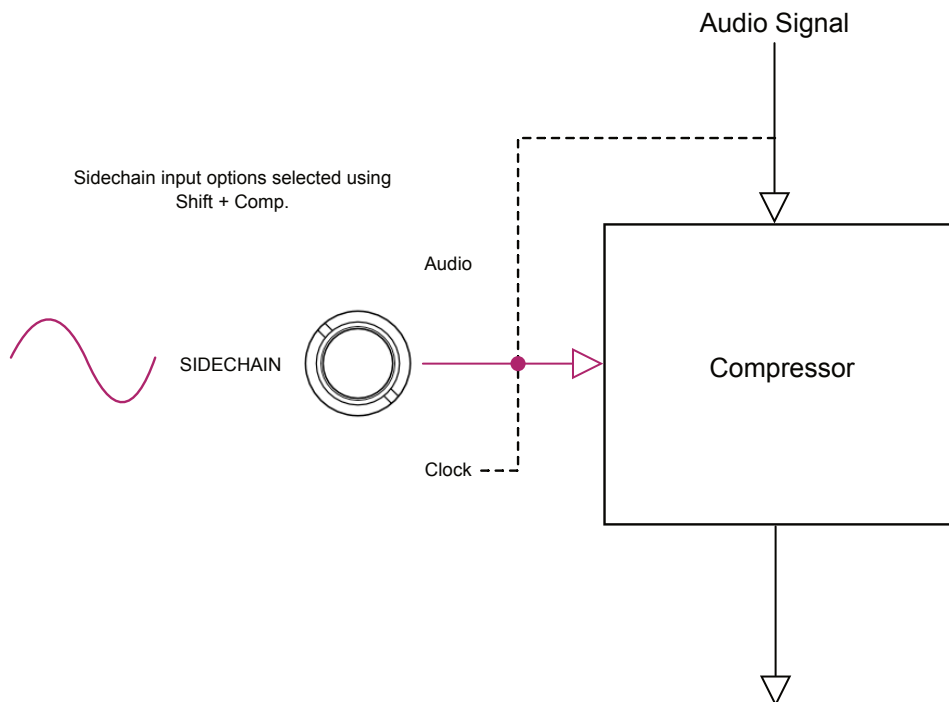 Audio Signal
Sidechain input options selected using
Shift + Comp.
Audio
SIDECHAIN
Compressor
Clock